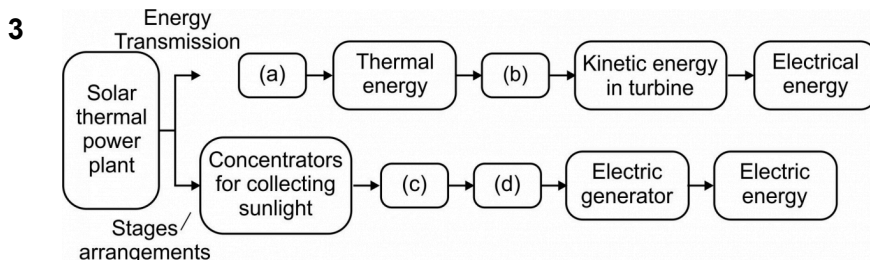 3
Energy
Transmission
Solar
thermal
power
plant
(a)
Thermal
energy
(b)
Kinetic energy
in turbine
Electrical
energy
Concentrators
for collecting
sunlight
(c)
(d)
Electric
generator
Electric
energy
Stages
arrangements